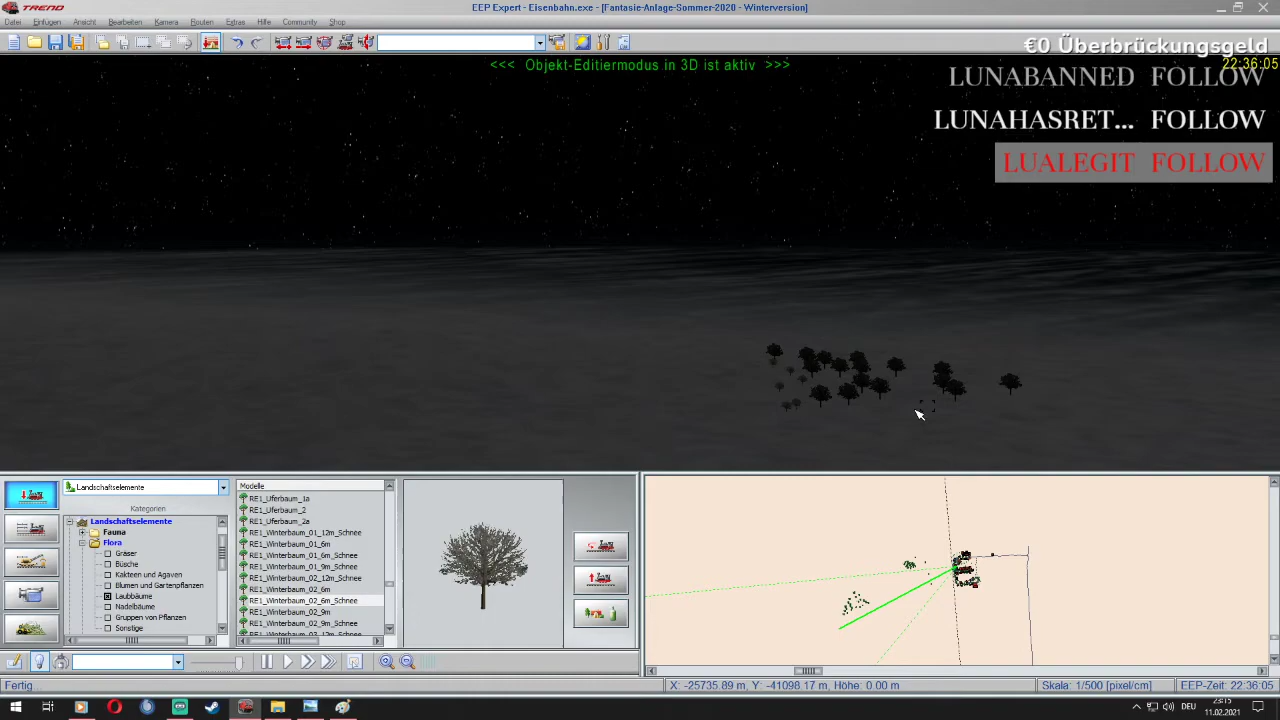 TREND
EEP Expert - Eisenbahn.exe - [Fantasie-Anlage-Sommer-2020 - Winterversion]
Datei Einfügen Ansicht Bearbeiten Kamera Routen Extras Hilfe Community Shop
€0 Überbrückungsgeld
<<< Objekt-Editiermodus in 3D ist aktiv >>>
22:36:05
LUNABANNED FOLLOW
LUNAHASRET... FOLLOW
LUALEGIT FOLLOW
Landschaftselemente
Kategorien
Landschaftselemente
Fauna
Flora
Gräser
Büsche
Kakteen und Agaven
Blumen und Gartenpflanzen
Laubbäume
Nadelbäume
Gruppen von Pflanzen
Sonstige
Modelle
RE1_Uferbaum_1a
RE1_Uferbaum_2
RE1_Uferbaum_2a
RE1_Winterbaum_01_12m_Schnee
RE1_Winterbaum_01_6m
RE1_Winterbaum_01_6m_Schnee
RE1_Winterbaum_01_9m_Schnee
RE1_Winterbaum_02_12m_Schnee
RE1_Winterbaum_02_6m
RE1_Winterbaum_02_6m_Schnee
RE1_Winterbaum_02_9m
RE1_Winterbaum_02_9m_Schnee
RE1_Winterbaum_03_12m_Schnee
Fertig...
X: -25735.89 m, Y: -41098.17 m, Höhe: 0.00 m
Skala: 1/500 [pixel/cm]
EEP-Zeit: 22:36:05
DEU
23:15
11.02.2021